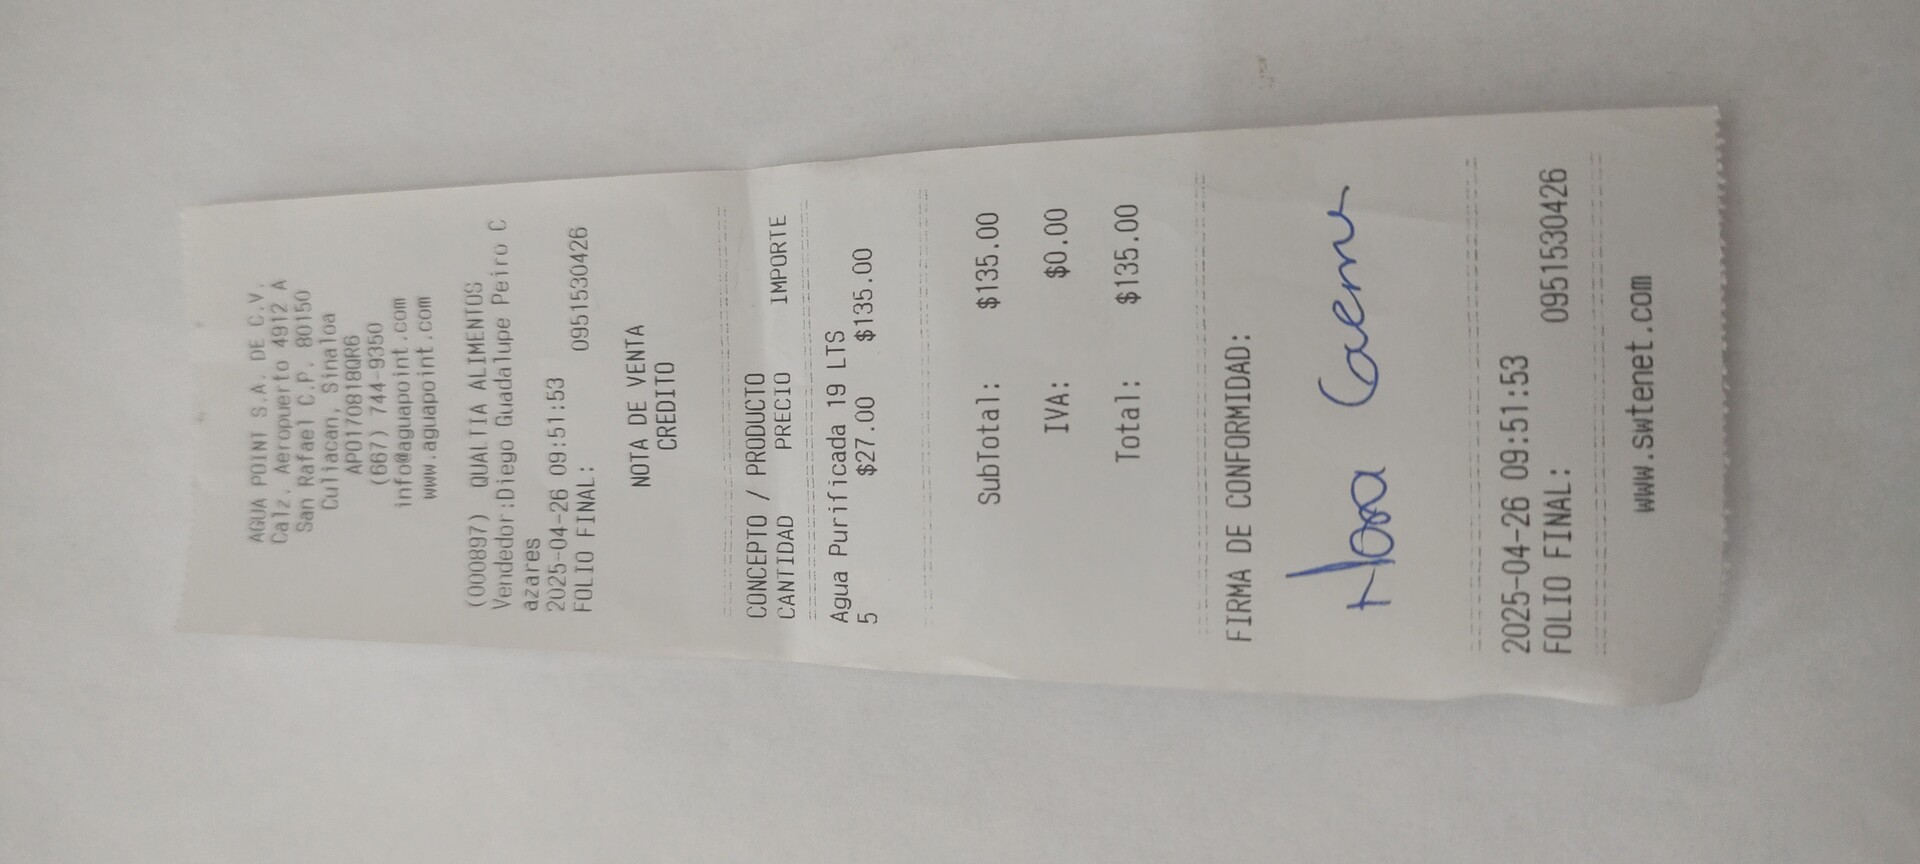 AGUA POINT S.A. DE C.V.
Calz. Aeropuerto 4912 A
San Rafael C.P. 80150
Culiacan, Sinaloa
APO170818QR6
(667) 744-9350
info@aguapoint.com
www.aguapoint.com
(000897) QUALTIA ALIMENTOS
Vendedor:Diego Guadalupe Peiro C
azares
2025-04-26 09:51:53
FOLIO FINAL: 0951530426
NOTA DE VENTA
CREDITO
CONCEPTO / PRODUCTO
CANTIDAD PRECIO IMPORTE
Agua Purificada 19 LTS
5 $27.00 $135.00
SubTotal: $135.00
IVA: $0.00
Total: $135.00
FIRMA DE CONFORMIDAD:
2025-04-26 09:51:53
FOLIO FINAL: 0951530426
www.swtenet.com